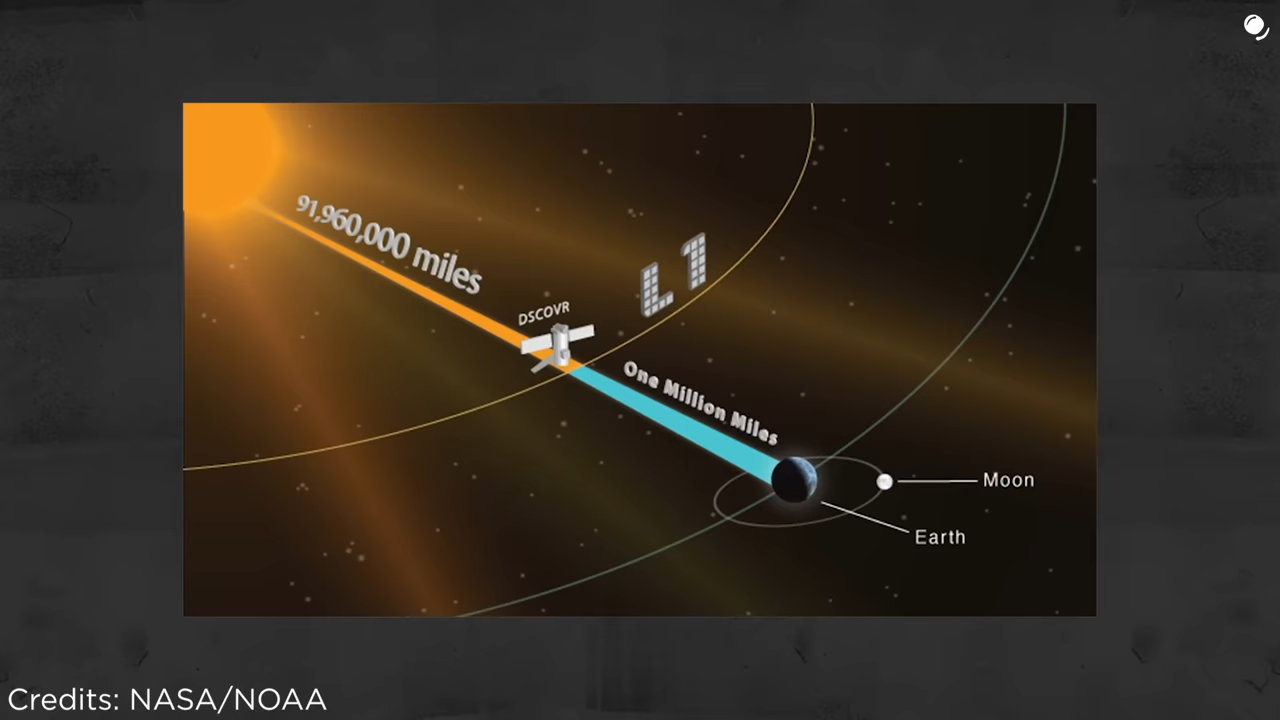 91,960,000 miles
L1
DSCOVR
One Million Miles
Moon
Earth
Credits: NASA/NOAA